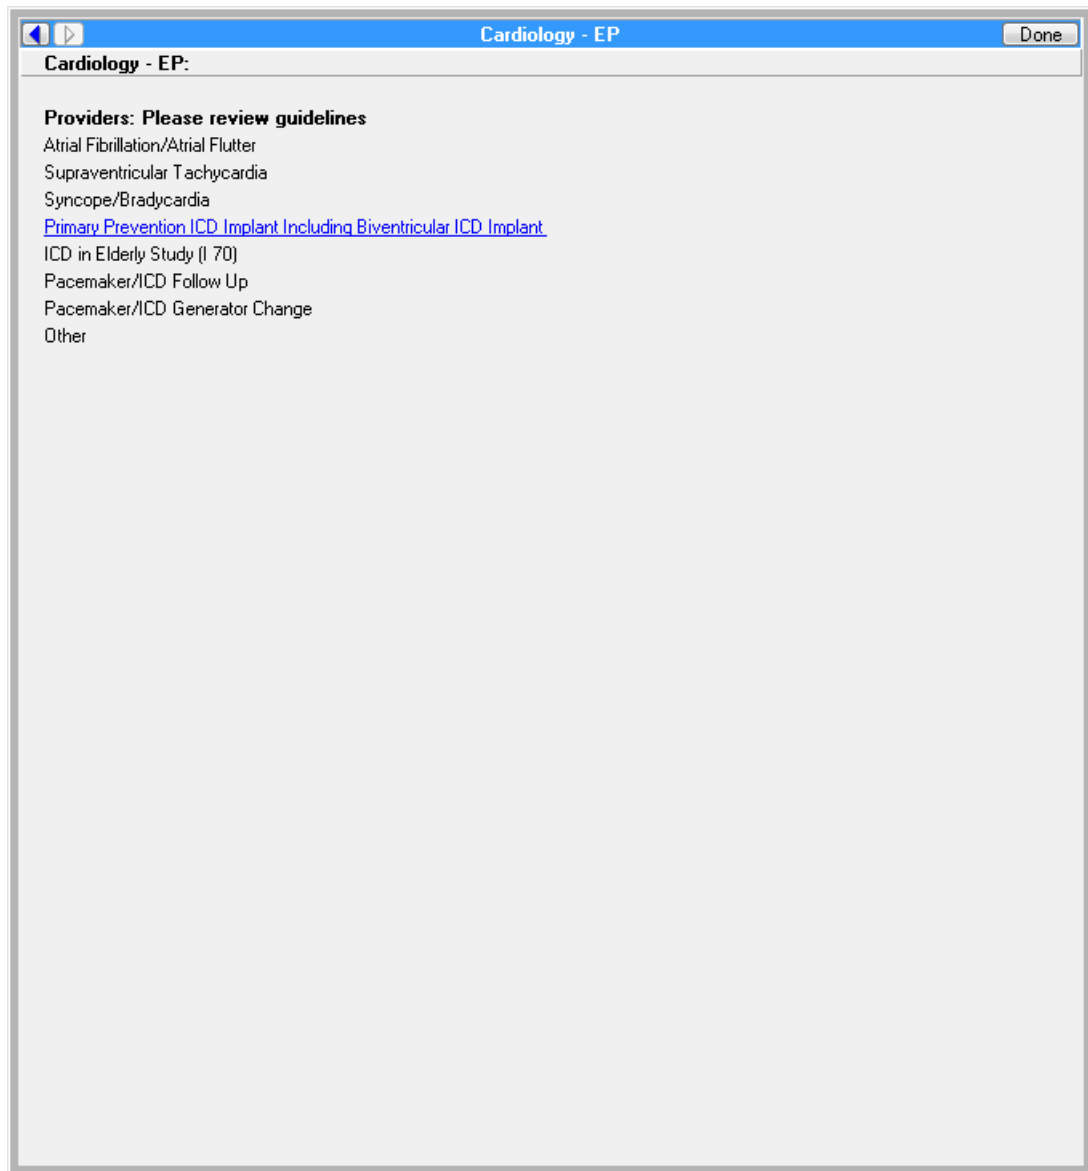 Cardiology - EP
Done
Cardiology - EP:
Providers: Please review guidelines
Atrial Fibrillation/Atrial Flutter
Supraventricular Tachycardia
Syncope/Bradycardia
Primary Prevention ICD Implant Including Biventricular ICD Implant
ICD in Elderly Study (I 70)
Pacemaker/ICD Follow Up
Pacemaker/ICD Generator Change
Other